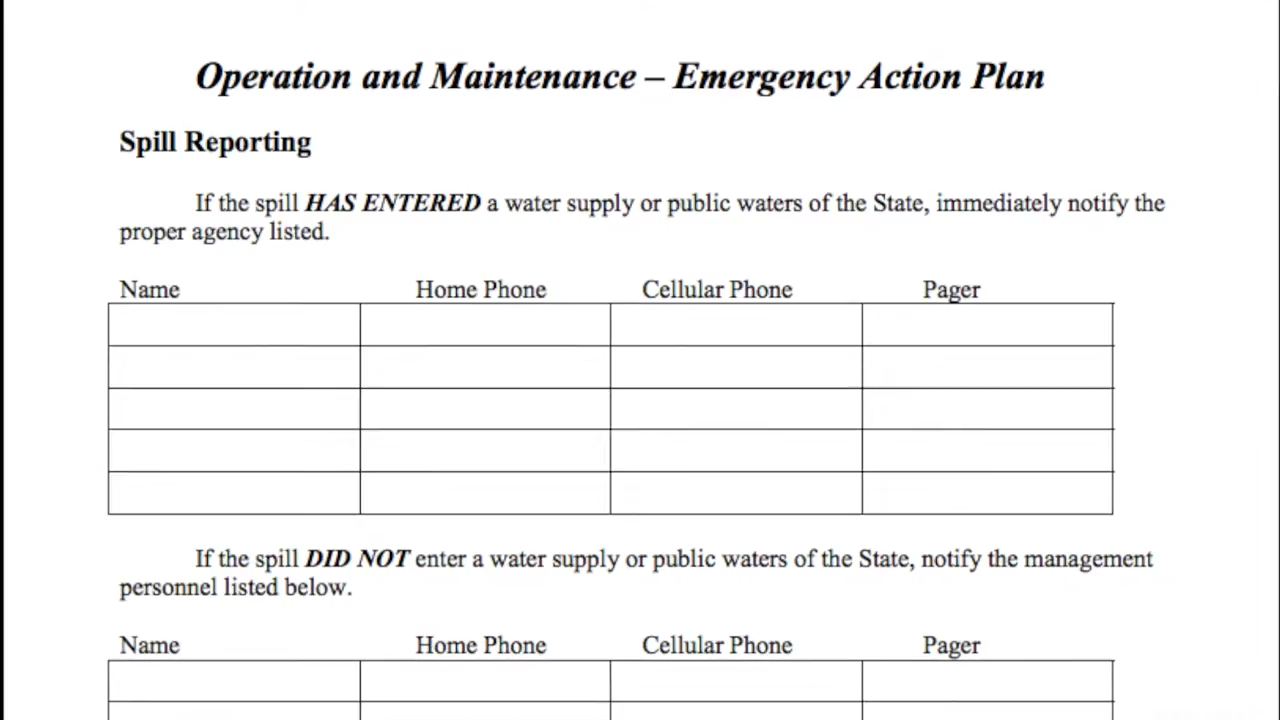 Operation and Maintenance – Emergency Action Plan
Spill Reporting
If the spill HAS ENTERED a water supply or public waters of the State, immediately notify the
proper agency listed.
Name Home Phone Cellular Phone Pager
If the spill DID NOT enter a water supply or public waters of the State, notify the management
personnel listed below.
Name Home Phone Cellular Phone Pager